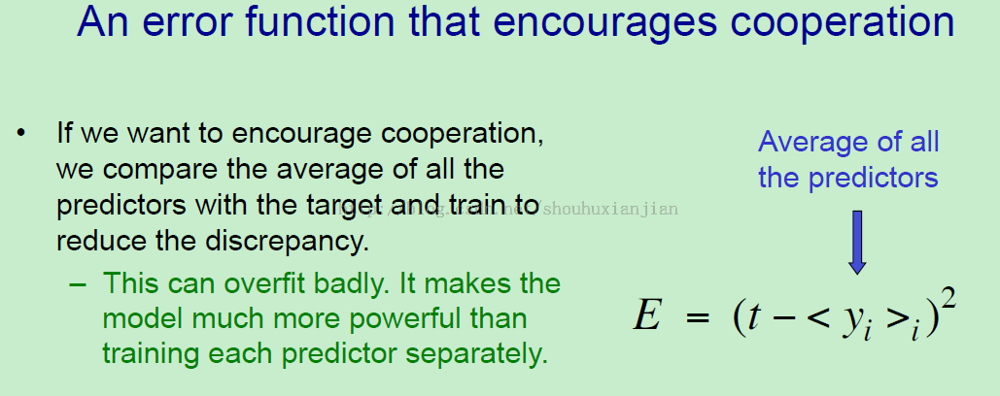 An error function that encourages cooperation
• If we want to encourage cooperation,
we compare the average of all the
predictors with the target and train to
reduce the discrepancy.
– This can overfit badly. It makes the
model much more powerful than
training each predictor separately.
Average of all
the predictors
E = (t − < y_i >_i)²
http://blog.csdn.net/shouhuxianjian